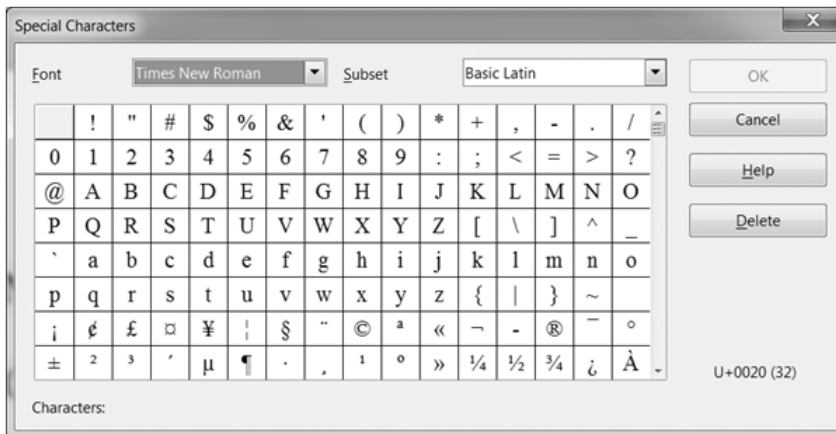 Special Characters
Font Times New Roman Subset Basic Latin
OK
Cancel
Help
Delete
! " # $ % & ' ( ) * + , - . /
0 1 2 3 4 5 6 7 8 9 : ; < = > ?
@ A B C D E F G H I J K L M N O
P Q R S T U V W X Y Z [ \ ] ^ _
` a b c d e f g h i j k l m n o
p q r s t u v w x y z { | } ~
¡ ¢ £ ¤ ¥ ¦ § ¨ © ª « ¬ - ® ¯ °
± ² ³ ´ µ ¶ · ¸ ¹ º » ¼ ½ ¾ ¿ À
U+0020 (32)
Characters: